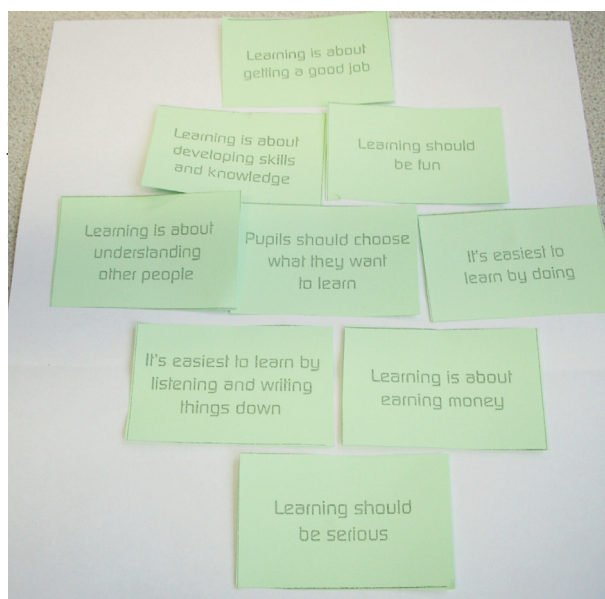 Learning is about
getting a good job
Learning is about
developing skills
and knowledge
Learning should
be fun
Learning is about
understanding
other people
Pupils should choose
what they want
to learn
It's easiest to
learn by doing
It's easiest to learn by
listening and writing
things down
Learning is about
earning money
Learning should
be serious